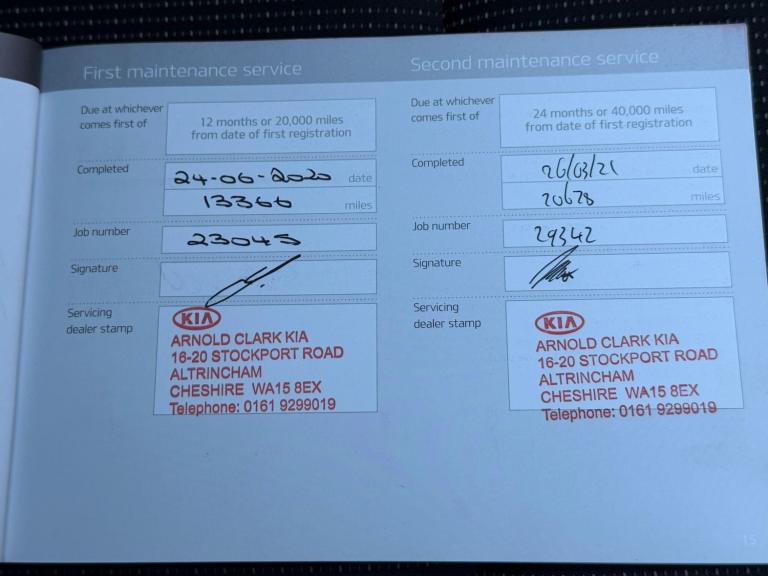 First maintenance service
Due at whichever
comes first of
12 months or 20,000 miles
from date of first registration
Completed
24-06-2020 date
13366 miles
Job number
23045
Signature
Servicing
dealer stamp
KIA
ARNOLD CLARK KIA
16-20 STOCKPORT ROAD
ALTRINCHAM
CHESHIRE WA15 8EX
Telephone: 0161 9299019
Second maintenance service
Due at whichever
comes first of
24 months or 40,000 miles
from date of first registration
Completed
26/03/21 date
20678 miles
Job number
29342
Signature
Servicing
dealer stamp
KIA
ARNOLD CLARK KIA
16-20 STOCKPORT ROAD
ALTRINCHAM
CHESHIRE WA15 8EX
Telephone: 0161 9299019
15